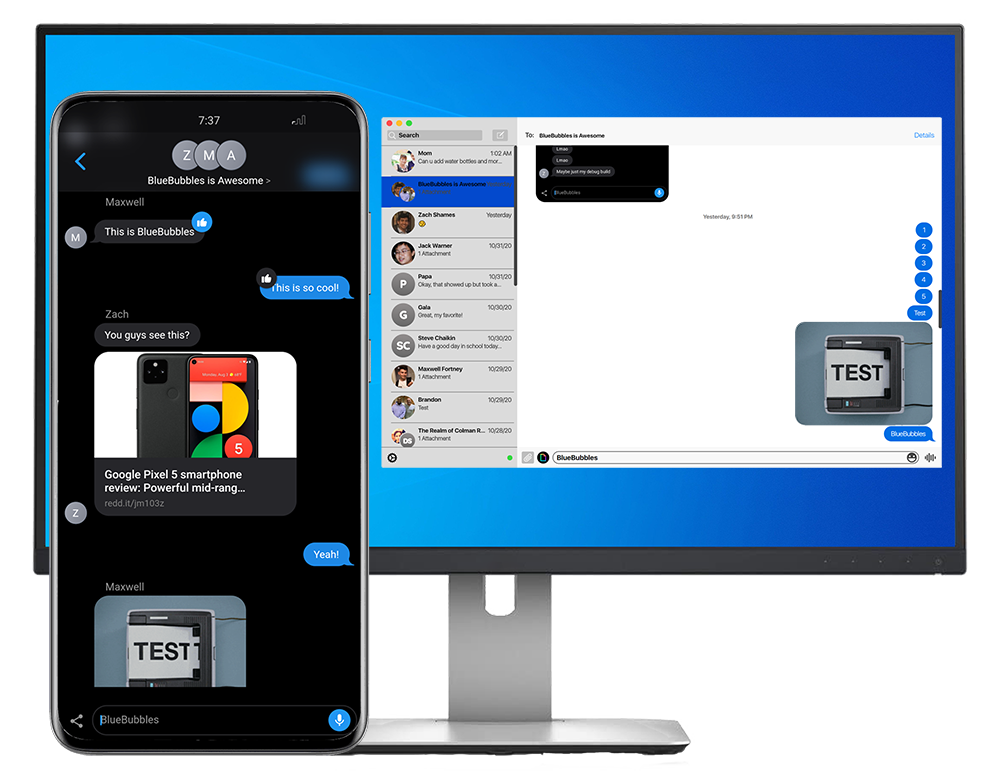 7:37
Z M A
BlueBubbles is Awesome >
Maxwell
This is BlueBubbles
M
This is so cool!
Zach
You guys see this?
5
Google Pixel 5 smartphone
review: Powerful mid-rang...
redd.it/jm103z
Z
Yeah!
Maxwell
TEST
BlueBubbles
Search
Mom 1:02 AM
Can u add water bottles and mor...
BlueBubbles is Awesome
Zach Shames Yesterday
Jack Warner 10/31/20
1 Attachment
P
Papa 10/31/20
Okay, that showed up but took a...
G
Gala 10/30/20
Great, my favorite!
SC
Steve Chaikin 10/30/20
Have a good day in school today...
Maxwell Fortney 10/29/20
1 Attachment
Brandon 10/29/20
Test
DS
The Realm of Colman R... 10/28/20
1 Attachment
To: BlueBubbles is Awesome
Details
Lmao
Lmao
Maybe just my debug build!
Z
BlueBubbles
Yesterday, 9:51 PM
1
2
3
4
5
Test
TEST
BlueBubbles
BlueBubbles